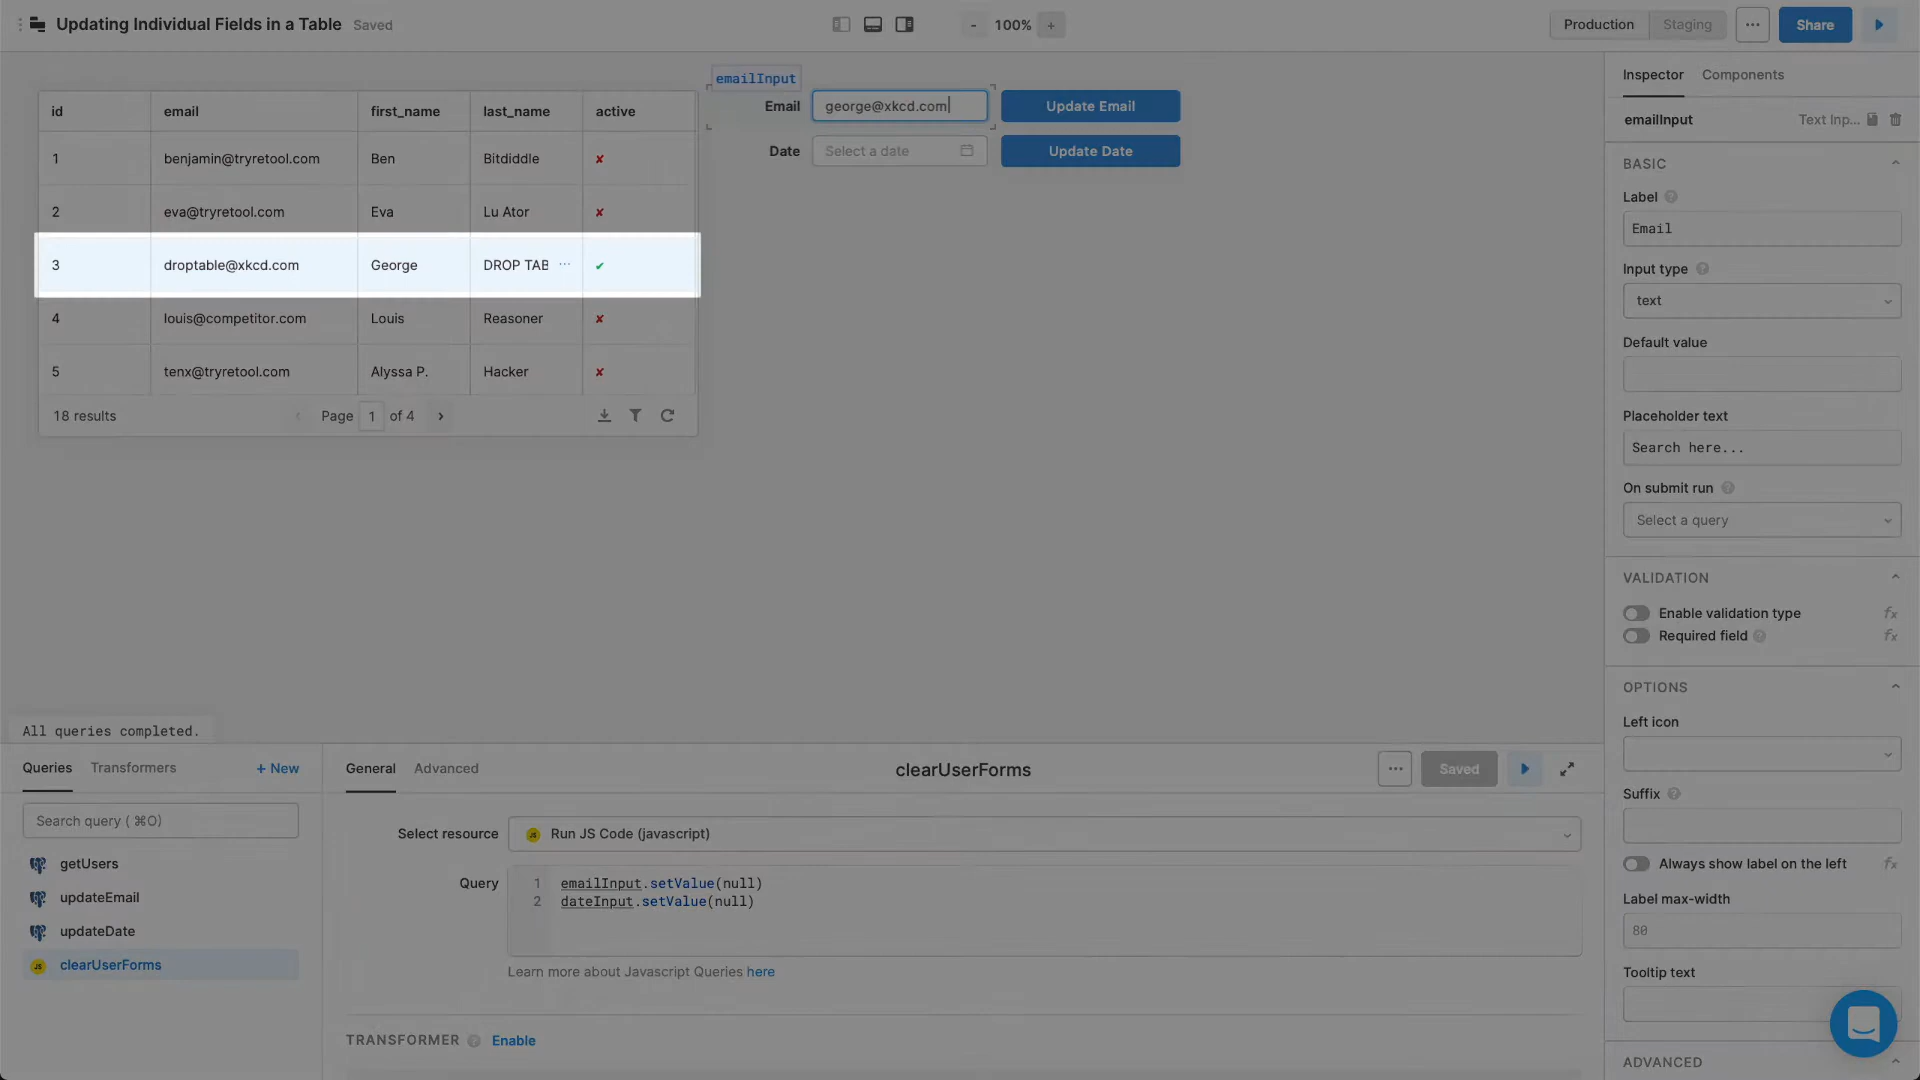 Updating Individual Fields in a Table Saved
- 100% +
Production Staging ... Share
id email first_name last_name active
1 benjamin@tryretool.com Ben Bitdiddle ✘
2 eva@tryretool.com Eva Lu Ator ✘
3 droptable@xkcd.com George DROP TAB ... ✔
4 louis@competitor.com Louis Reasoner ✘
5 tenx@tryretool.com Alyssa P. Hacker ✘
18 results Page 1 of 4
emailInput
Email george@xkcd.com Update Email
Date Select a date Update Date
Inspector Components
emailInput Text Inp...
BASIC
Label
Email
Input type
text
Default value
Placeholder text
Search here...
On submit run
Select a query
VALIDATION
Enable validation type fx
Required field fx
OPTIONS
Left icon
Suffix
Always show label on the left fx
Label max-width
80
Tooltip text
ADVANCED
All queries completed.
Queries Transformers + New
Search query ( ⌘O)
getUsers
updateEmail
updateDate
JS clearUserForms
General Advanced clearUserForms ... Saved
Select resource JS Run JS Code (javascript)
Query 1 emailInput.setValue(null)
2 dateInput.setValue(null)
Learn more about Javascript Queries here
TRANSFORMER ? Enable